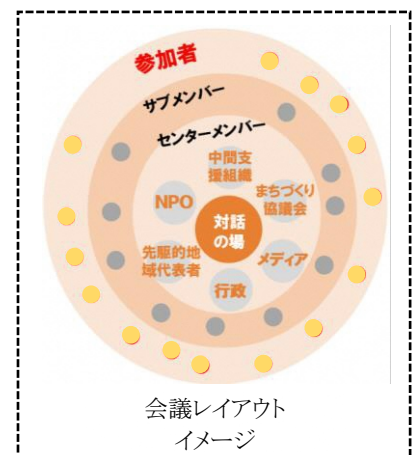 参加者
サブメンバー
センターメンバー
中間支
援組織
NPO
まちづくり
協議会
対話
の場
先駆的地
域代表者
メディア
行政
会議レイアウト
イメージ